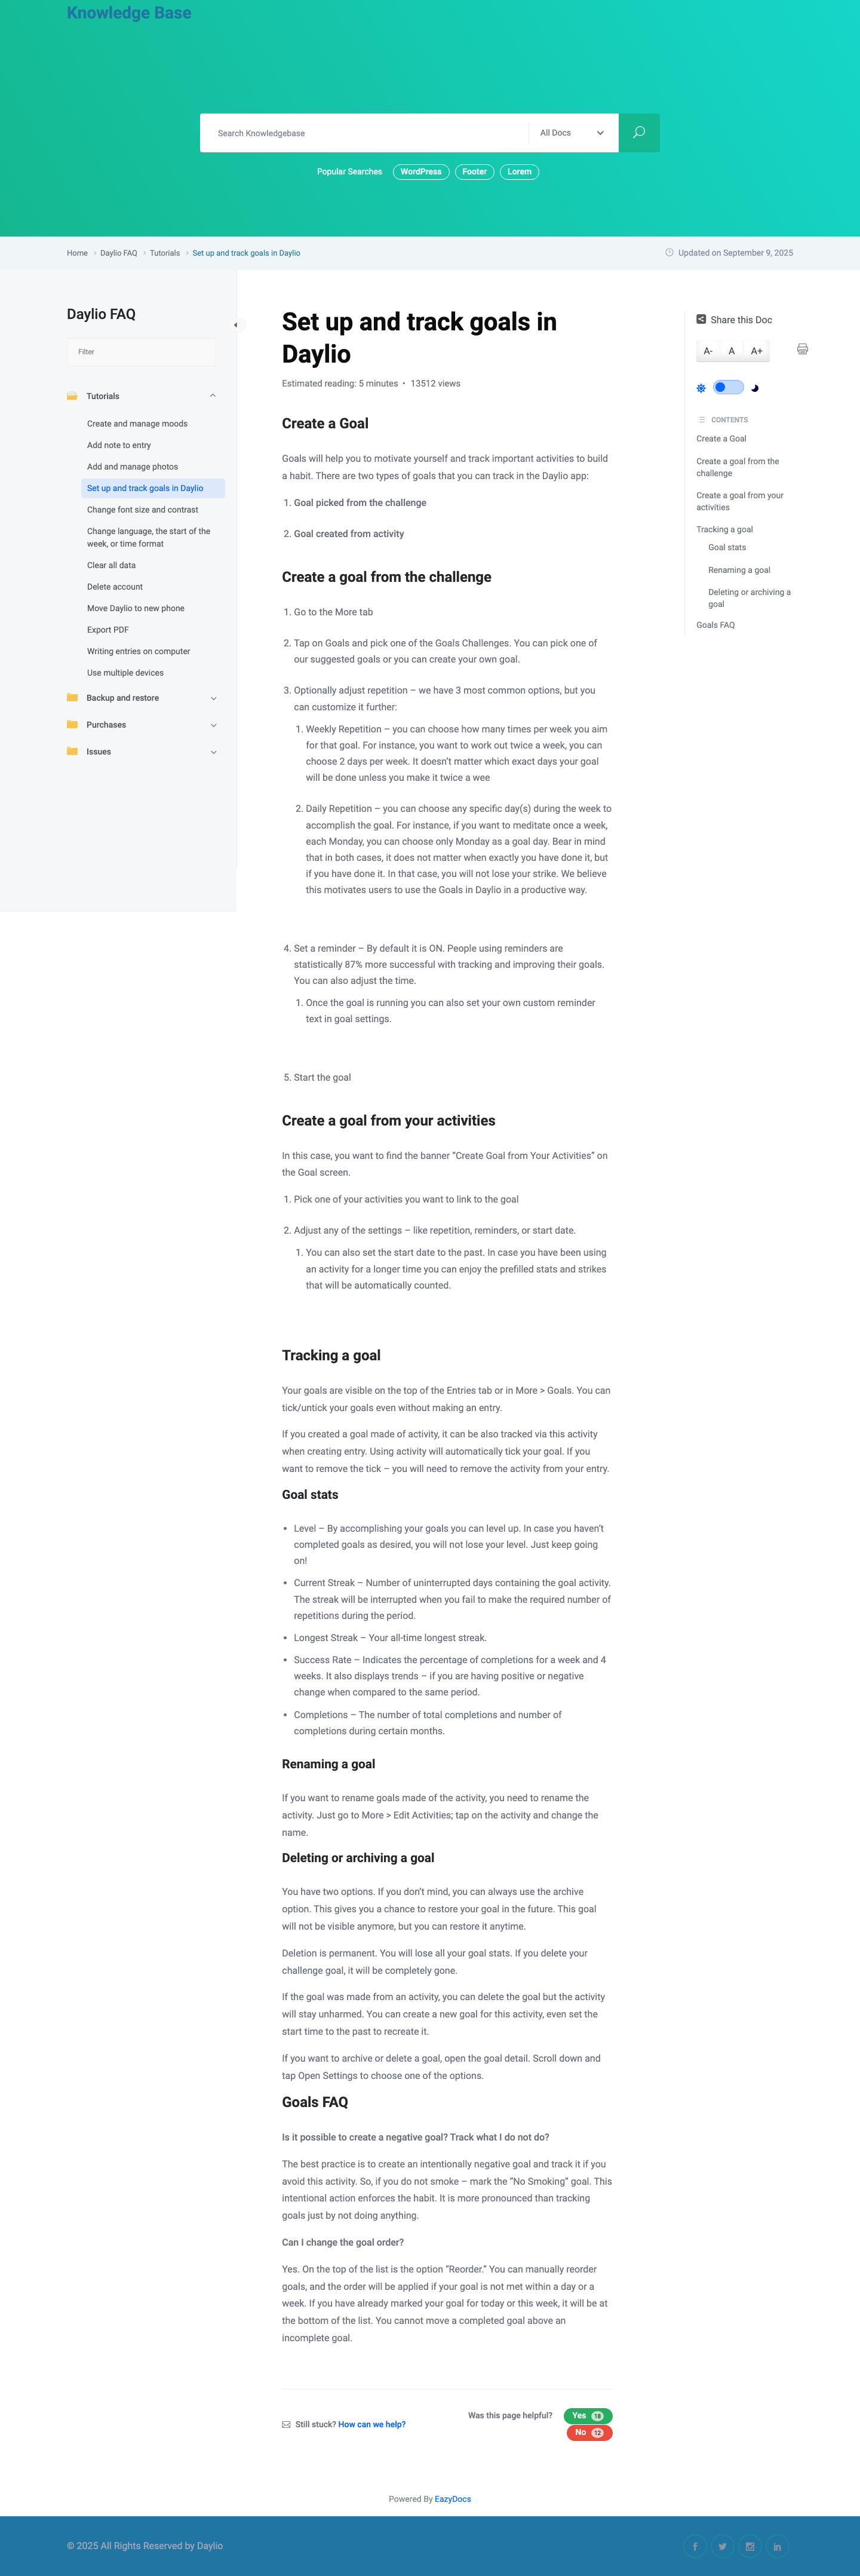 Knowledge Base
Search Knowledgebase
All Docs
Popular Searches WordPress Footer Lorem
Home Daylio FAQ Tutorials Set up and track goals in Daylio
Updated on September 9, 2025
Daylio FAQ
Filter
Tutorials
Create and manage moods
Add note to entry
Add and manage photos
Set up and track goals in Daylio
Change font size and contrast
Change language, the start of the
week, or time format
Clear all data
Delete account
Move Daylio to new phone
Export PDF
Writing entries on computer
Use multiple devices
Backup and restore
Purchases
Issues
Set up and track goals in
Daylio
Estimated reading: 5 minutes • 13512 views
Create a Goal
Goals will help you to motivate yourself and track important activities to build
a habit. There are two types of goals that you can track in the Daylio app:
1. Goal picked from the challenge
2. Goal created from activity
Create a goal from the challenge
1. Go to the More tab
2. Tap on Goals and pick one of the Goals Challenges. You can pick one of
our suggested goals or you can create your own goal.
3. Optionally adjust repetition – we have 3 most common options, but you
can customize it further:
1. Weekly Repetition – you can choose how many times per week you aim
for that goal. For instance, you want to work out twice a week, you can
choose 2 days per week. It doesn’t matter which exact days your goal
will be done unless you make it twice a wee
2. Daily Repetition – you can choose any specific day(s) during the week to
accomplish the goal. For instance, if you want to meditate once a week,
each Monday, you can choose only Monday as a goal day. Bear in mind
that in both cases, it does not matter when exactly you have done it, but
if you have done it. In that case, you will not lose your strike. We believe
this motivates users to use the Goals in Daylio in a productive way.
4. Set a reminder – By default it is ON. People using reminders are
statistically 87% more successful with tracking and improving their goals.
You can also adjust the time.
1. Once the goal is running you can also set your own custom reminder
text in goal settings.
5. Start the goal
Create a goal from your activities
In this case, you want to find the banner “Create Goal from Your Activities” on
the Goal screen.
1. Pick one of your activities you want to link to the goal
2. Adjust any of the settings – like repetition, reminders, or start date.
1. You can also set the start date to the past. In case you have been using
an activity for a longer time you can enjoy the prefilled stats and strikes
that will be automatically counted.
Tracking a goal
Your goals are visible on the top of the Entries tab or in More > Goals. You can
tick/untick your goals even without making an entry.
If you created a goal made of activity, it can be also tracked via this activity
when creating entry. Using activity will automatically tick your goal. If you
want to remove the tick – you will need to remove the activity from your entry.
Goal stats
• Level – By accomplishing your goals you can level up. In case you haven’t
completed goals as desired, you will not lose your level. Just keep going
on!
• Current Streak – Number of uninterrupted days containing the goal activity.
The streak will be interrupted when you fail to make the required number of
repetitions during the period.
• Longest Streak – Your all-time longest streak.
• Success Rate – Indicates the percentage of completions for a week and 4
weeks. It also displays trends – if you are having positive or negative
change when compared to the same period.
• Completions – The number of total completions and number of
completions during certain months.
Renaming a goal
If you want to rename goals made of the activity, you need to rename the
activity. Just go to More > Edit Activities; tap on the activity and change the
name.
Deleting or archiving a goal
You have two options. If you don’t mind, you can always use the archive
option. This gives you a chance to restore your goal in the future. This goal
will not be visible anymore, but you can restore it anytime.
Deletion is permanent. You will lose all your goal stats. If you delete your
challenge goal, it will be completely gone.
If the goal was made from an activity, you can delete the goal but the activity
will stay unharmed. You can create a new goal for this activity, even set the
start time to the past to recreate it.
If you want to archive or delete a goal, open the goal detail. Scroll down and
tap Open Settings to choose one of the options.
Goals FAQ
Is it possible to create a negative goal? Track what I do not do?
The best practice is to create an intentionally negative goal and track it if you
avoid this activity. So, if you do not smoke – mark the “No Smoking” goal. This
intentional action enforces the habit. It is more pronounced than tracking
goals just by not doing anything.
Can I change the goal order?
Yes. On the top of the list is the option “Reorder.” You can manually reorder
goals, and the order will be applied if your goal is not met within a day or a
week. If you have already marked your goal for today or this week, it will be at
the bottom of the list. You cannot move a completed goal above an
incomplete goal.
Still stuck? How can we help?
Was this page helpful? Yes 18
No 12
Share this Doc
A- A A+
CONTENTS
Create a Goal
Create a goal from the
challenge
Create a goal from your
activities
Tracking a goal
Goal stats
Renaming a goal
Deleting or archiving a
goal
Goals FAQ
Powered By EazyDocs
© 2025 All Rights Reserved by Daylio